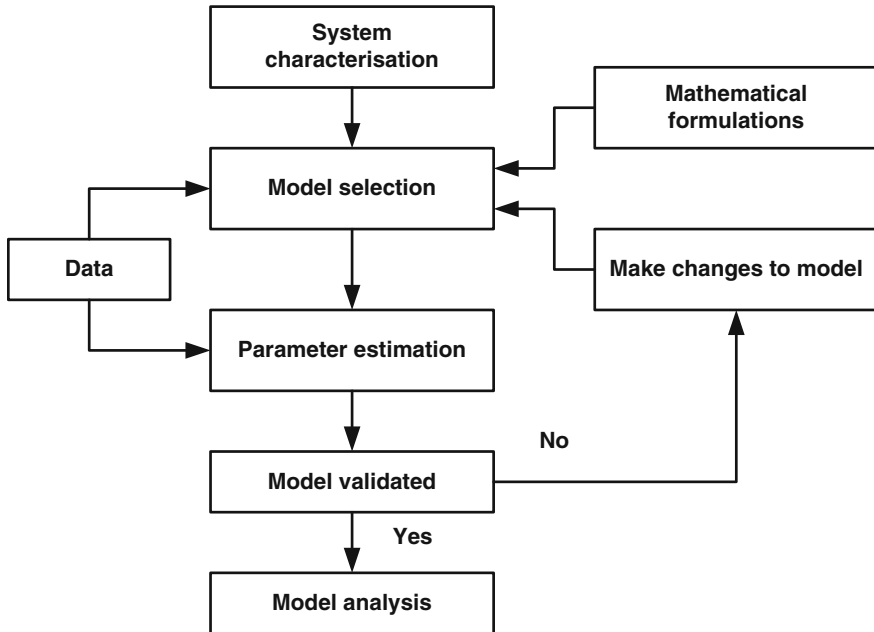 System
characterisation
Mathematical
formulations
Model selection
Data
Make changes to model
Parameter estimation
No
Model validated
Yes
Model analysis